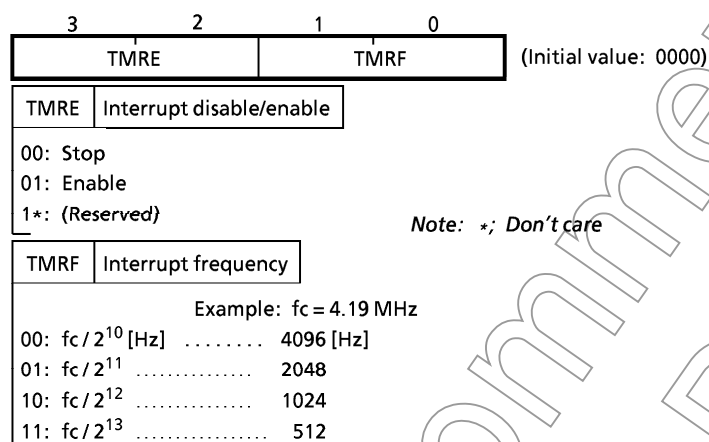 3 2 1 0
TMRE TMRF (Initial value: 0000)
TMRE Interrupt disable/enable
00: Stop
01: Enable
1*: (Reserved)
Note: *; Don't care
TMRF Interrupt frequency
Example: fc = 4.19 MHz
00: fc / 2^10 [Hz] ........ 4096 [Hz]
01: fc / 2^11 ............... 2048
10: fc / 2^12 ............... 1024
11: fc / 2^13 ................. 512